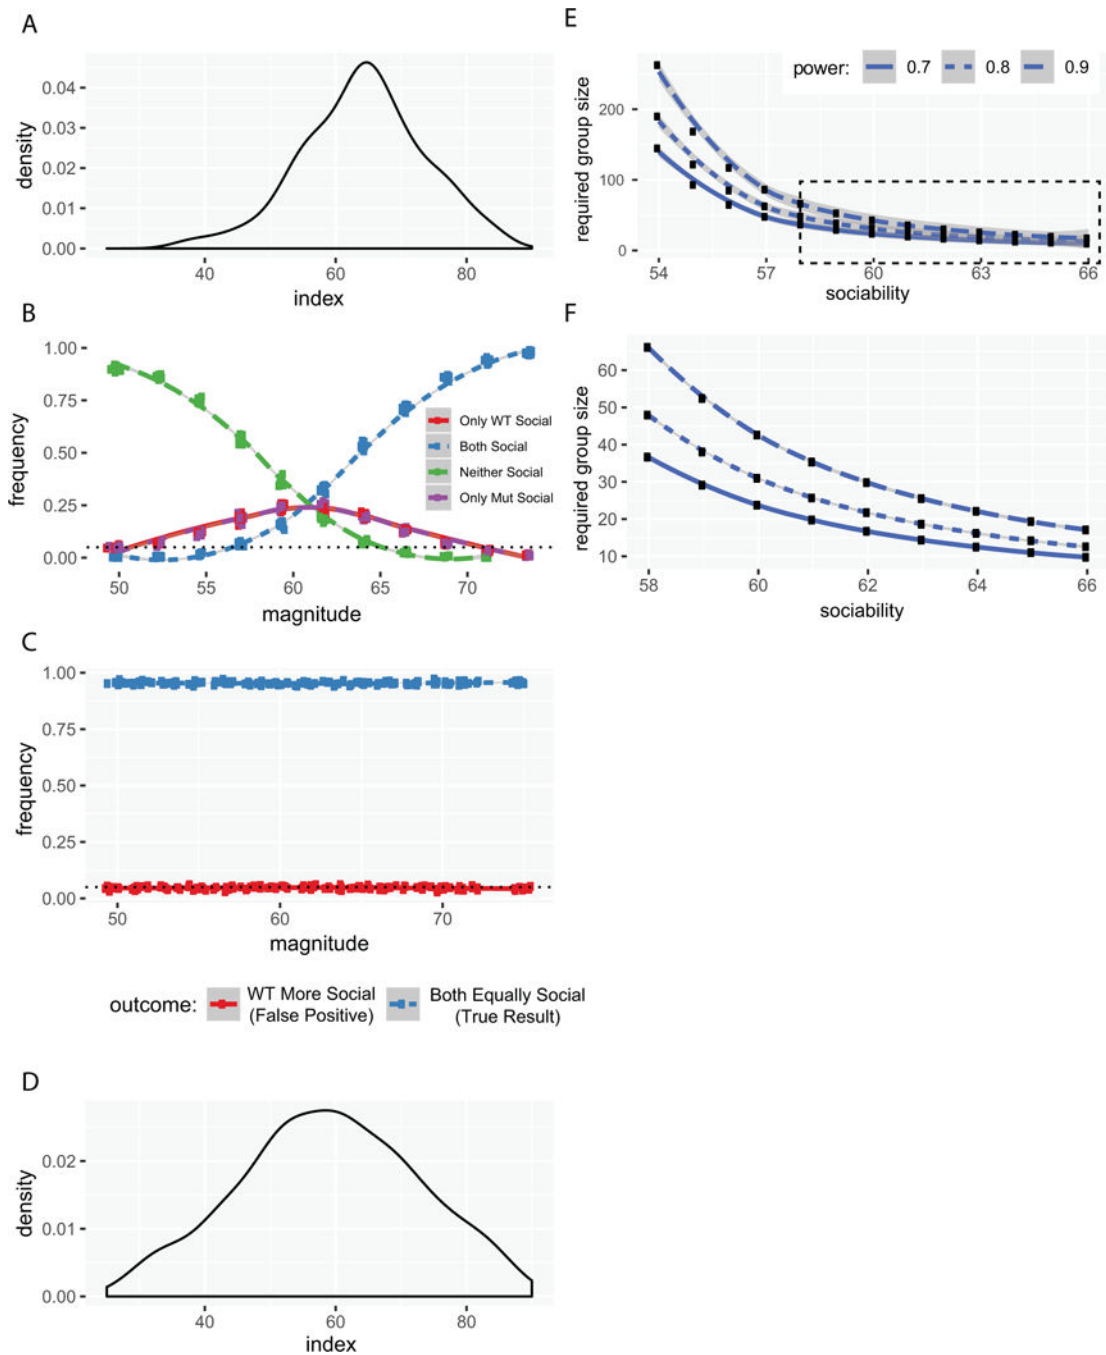 A
density
0.04
0.03
0.02
0.01
0.00
40 60 80
index
B
frequency
1.00
0.75
0.50
0.25
0.00
Only WT Social
Both Social
Neither Social
Only Mut Social
50 55 60 65 70
magnitude
C
frequency
1.00
0.75
0.50
0.25
0.00
50 60 70
magnitude
outcome:
WT More Social
(False Positive)
Both Equally Social
(True Result)
D
density
0.02
0.01
0.00
40 60 80
index
E
required group size
power: 0.7 0.8 0.9
200
100
0
54 57 60 63 66
sociability
F
required group size
60
50
40
30
20
10
58 60 62 64 66
sociability